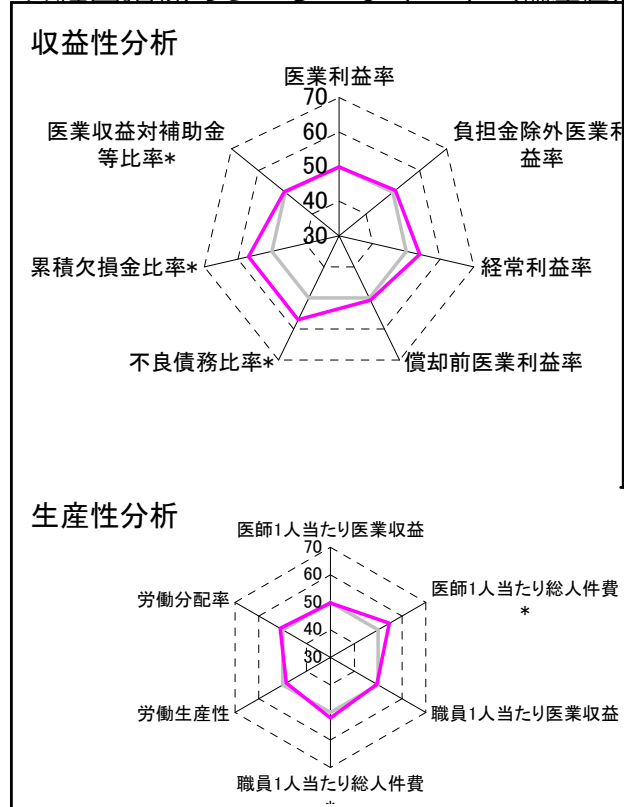 収益性分析
医業利益率
70
60
50
40
30
負担金除外医業利
益率
経常利益率
償却前医業利益率
不良債務比率*
累積欠損金比率*
医業収益対補助金
等比率*
生産性分析
医師1人当たり医業収益
70
60
50
40
30
医師1人当たり総人件費
*
職員1人当たり医業収益
職員1人当たり総人件費
*
労働生産性
労働分配率